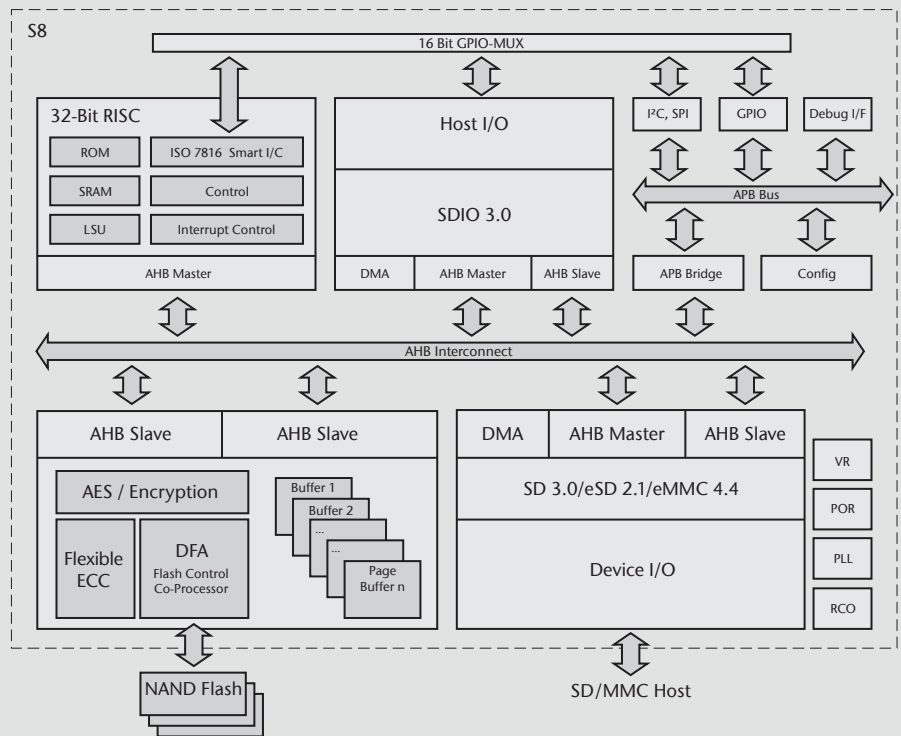 S8
16 Bit GPIO-MUX
32-Bit RISC
ROM
ISO 7816 Smart I/C
SRAM
Control
LSU
Interrupt Control
AHB Master
Host I/O
SDIO 3.0
DMA
AHB Master
AHB Slave
I²C, SPI
GPIO
Debug I/F
APB Bus
APB Bridge
Config
AHB Interconnect
AHB Slave
AHB Slave
AES / Encryption
Flexible
ECC
DFA
Flash Control
Co-Processor
Buffer 1
Buffer 2
...
...
Page
Buffer n
DMA
AHB Master
AHB Slave
SD 3.0/eSD 2.1/eMMC 4.4
Device I/O
VR
POR
PLL
RCO
NAND Flash
SD/MMC Host